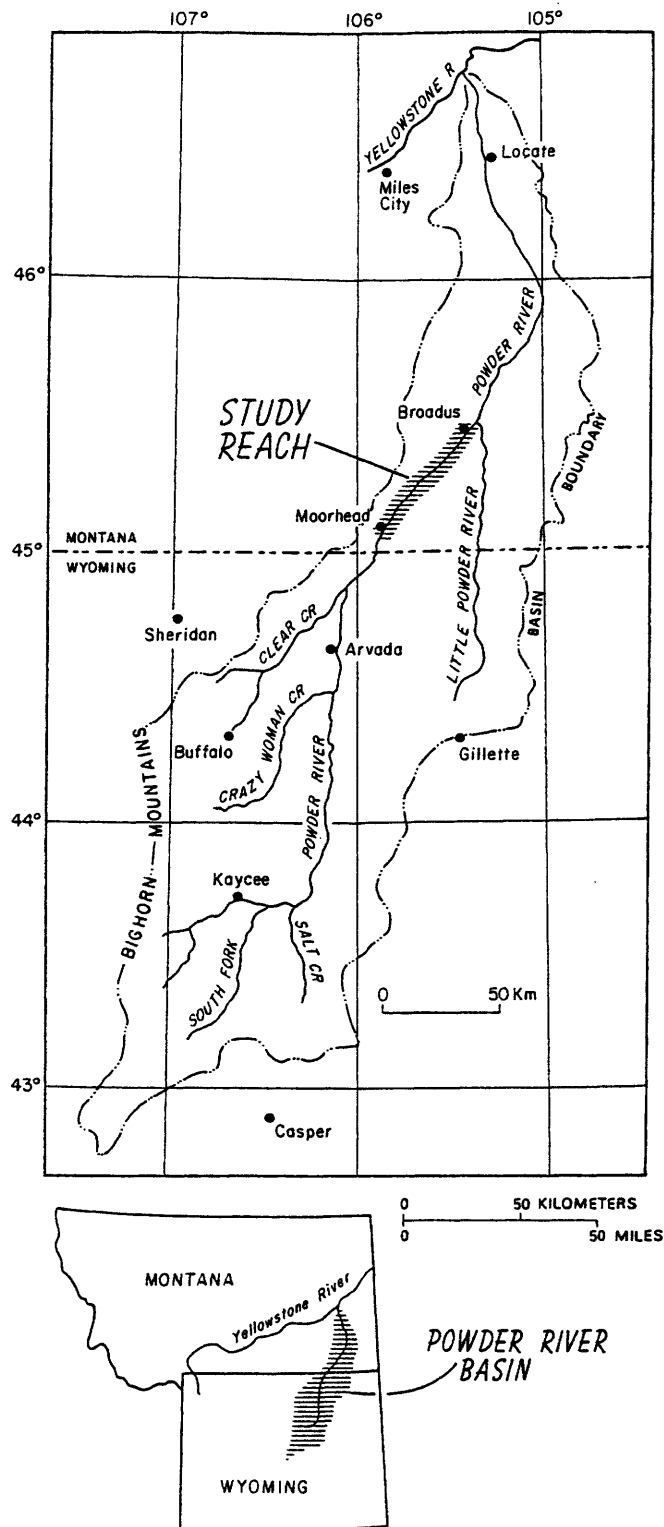 107°
106°
105°
YELLOWSTONE R
Locate
Miles
City
46°
POWDER RIVER
STUDY
REACH
Broadus
BOUNDARY
Moorhead
LITTLE POWDER RIVER
MONTANA
45°
WYOMING
BASIN
Sheridan
CLEAR CR
Arvada
CRAZY WOMAN CR
Buffalo
Gillette
BIGHORN MOUNTAINS
POWDER RIVER
44°
Kaycee
SALT CR
SOUTH FORK
0 50 Km
43°
Casper
0 50 KILOMETERS
0 50 MILES
MONTANA
Yellowstone River
POWDER RIVER
BASIN
WYOMING